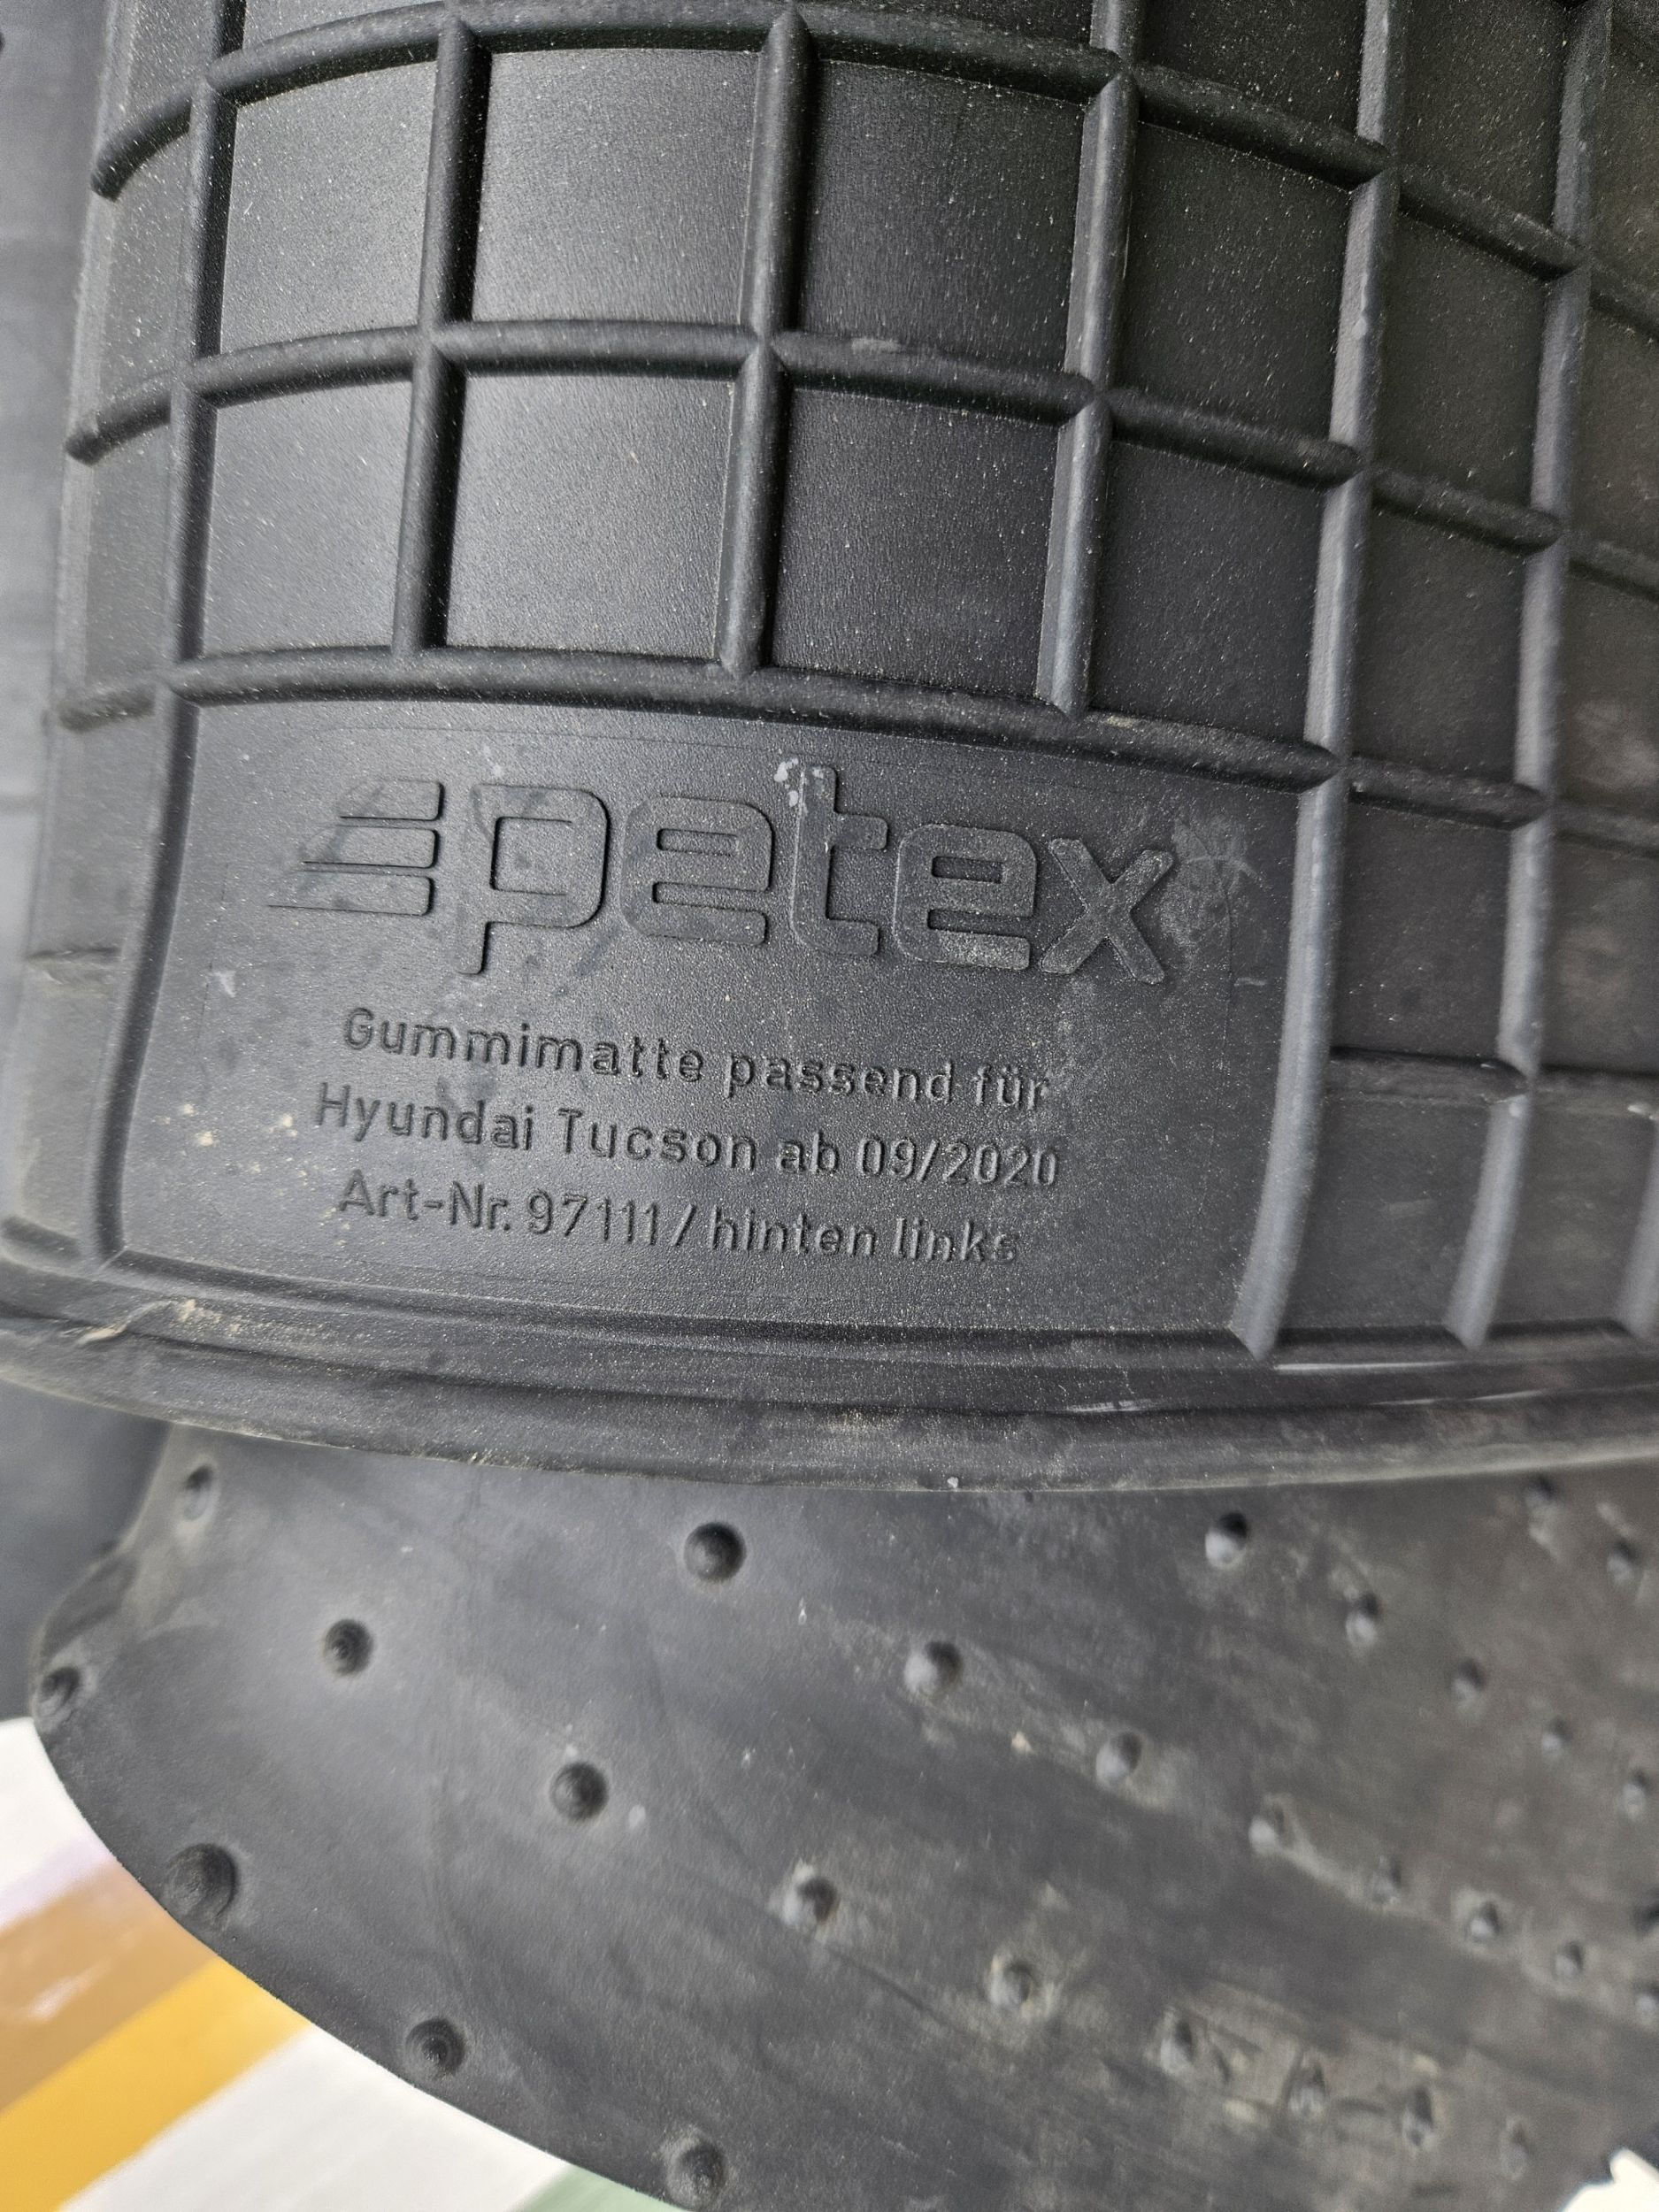 petex
Gummimatte passend für
Hyundai Tucson ab 09/2020
Art-Nr. 97111 / hinten links